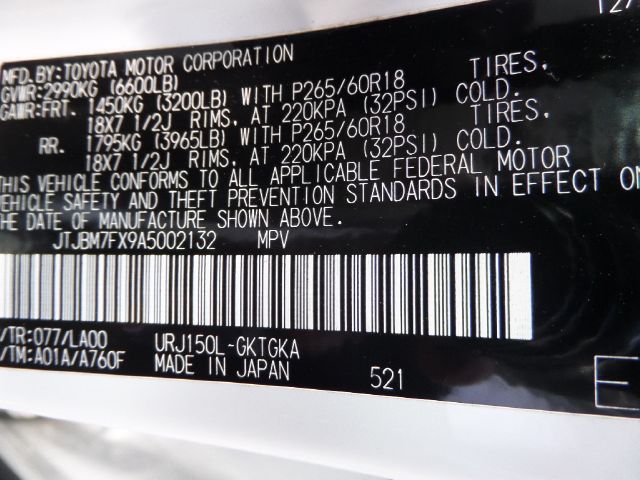 12
MFD.BY:TOYOTA MOTOR CORPORATION
GVWR:2990KG (6600LB)
GAWR:FRT. 1450KG (3200LB) WITH P265/60R18 TIRES,
18X7 1/2J RIMS, AT 220KPA (32PSI) COLD.
RR. 1795KG (3965LB) WITH P265/60R18 TIRES,
18X7 1/2J RIMS, AT 220KPA (32PSI) COLD.
THIS VEHICLE CONFORMS TO ALL APPLICABLE FEDERAL MOTOR
VEHICLE SAFETY AND THEFT PREVENTION STANDARDS IN EFFECT ON
THE DATE OF MANUFACTURE SHOWN ABOVE.
JTJBM7FX9A5002132 MPV
/TR:077/LA00 URJ150L-GKTGKA
/TM:A01A/A760F MADE IN JAPAN 521